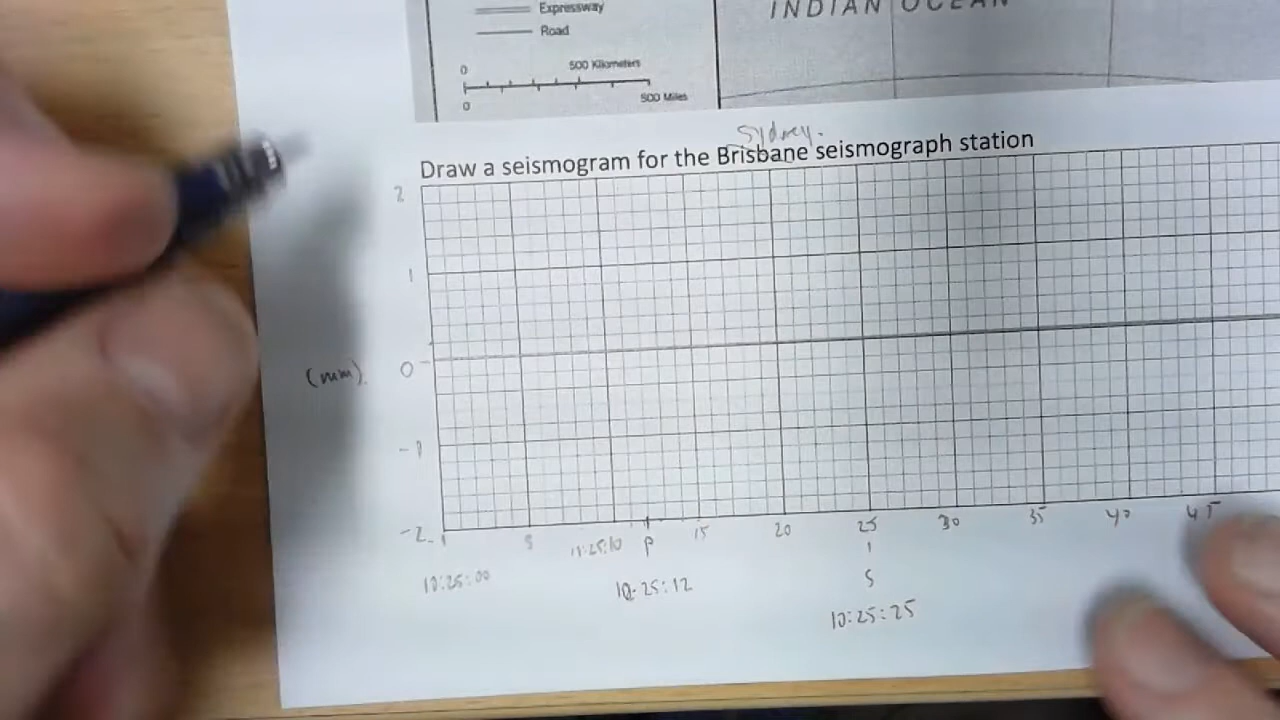 Expressway
INDIAN OCEAN
Road
0 500 Kilometers
0 500 Miles
Sydney.
Draw a seismogram for the Brisbane seismograph station
2
1
(mm) 0
-1
-2
5 10:25:10 P 15 20 25 30 35 40 45
S
10:25:00 10:25:12
10:25:25